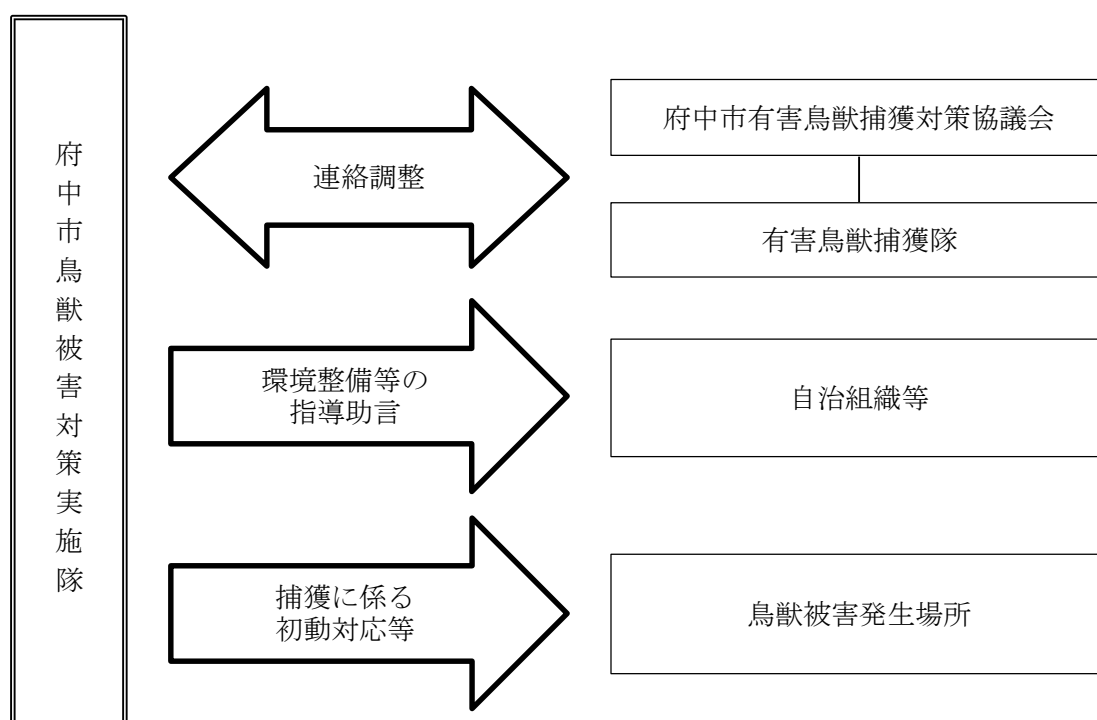 府中市鳥獣被害対策実施隊
連絡調整
府中市有害鳥獣捕獲対策協議会
有害鳥獣捕獲隊
環境整備等の
指導助言
自治組織等
捕獲に係る
初動対応等
鳥獣被害発生場所